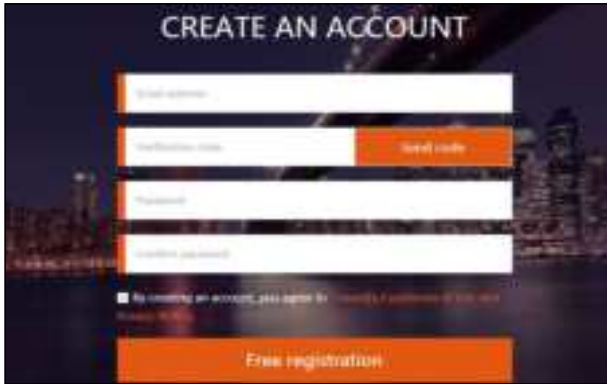 CREATE AN ACCOUNT
Email address
Verification code
Send code
Password
Confirm password
By creating an account, you agree to
Free registration